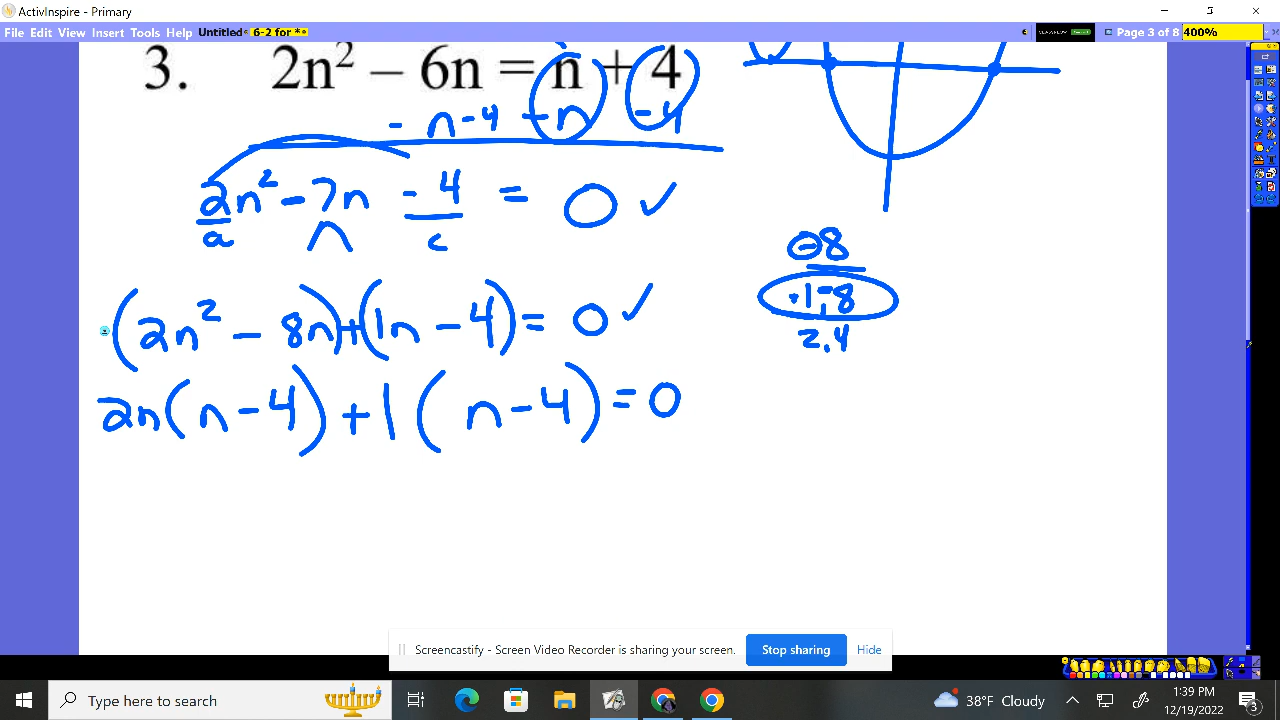 ActivInspire - Primary
File Edit View Insert Tools Help Untitled* 6-2 for *
Page 3 of 8 400%
3. 2n² – 6n = n + 4
- n - 4 - n - 4
2n² - 7n - 4 = 0 ✓
a c
-8
·1, -8
2, 4
(2n² - 8n) + (1n - 4) = 0 ✓
2n(n - 4) + 1(n - 4) = 0
Screencastify - Screen Video Recorder is sharing your screen. Stop sharing Hide
Type here to search
38°F Cloudy
1:39 PM
12/19/2022
3